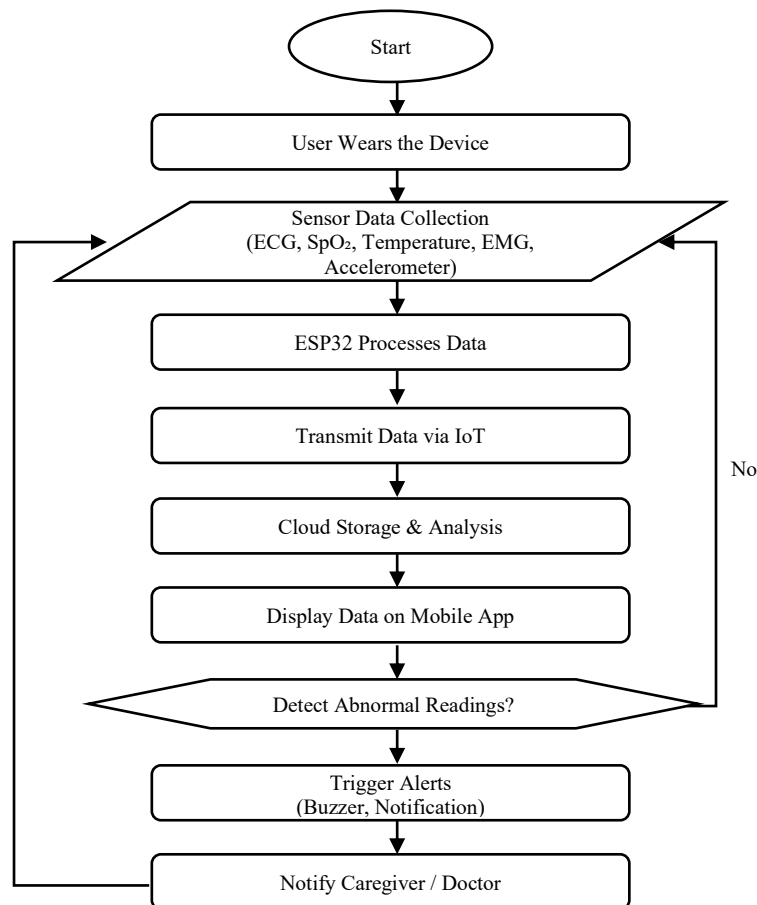 Start
User Wears the Device
Sensor Data Collection
(ECG, SpO₂, Temperature, EMG,
Accelerometer)
ESP32 Processes Data
Transmit Data via IoT
No
Cloud Storage & Analysis
Display Data on Mobile App
Detect Abnormal Readings?
Trigger Alerts
(Buzzer, Notification)
Notify Caregiver / Doctor